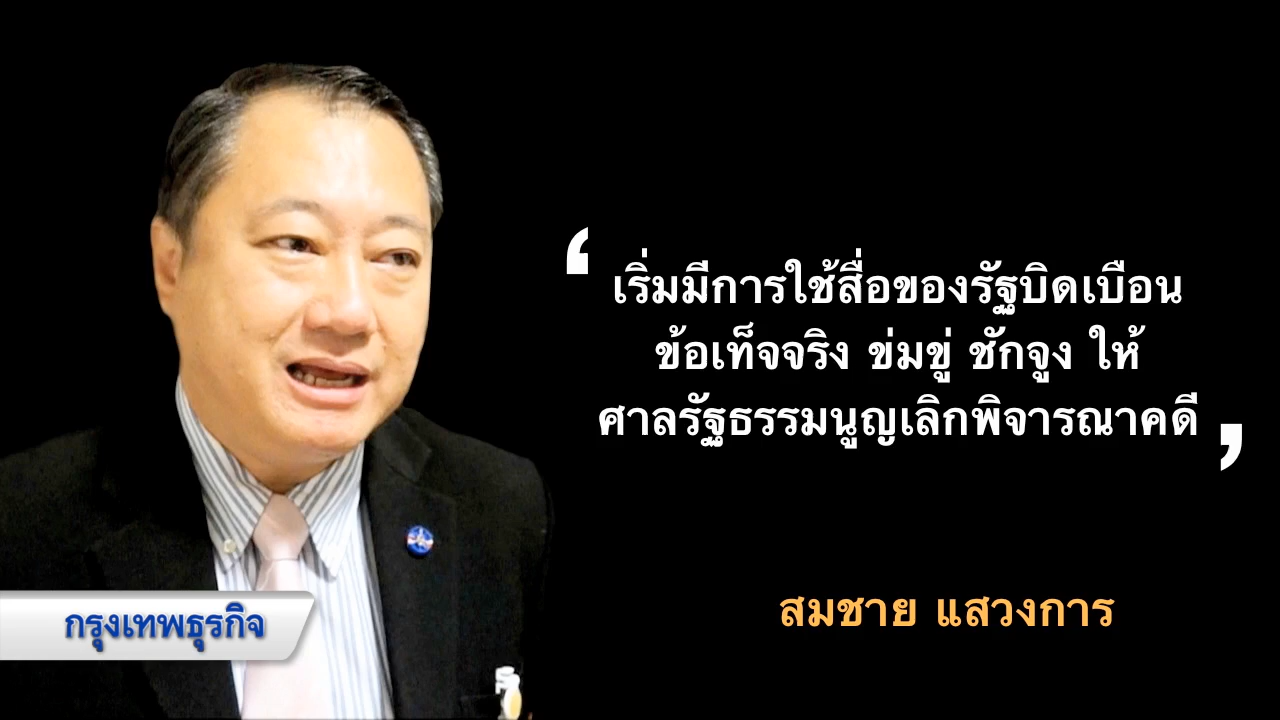 ‘
เริ่มมีการใช้สื่อของรัฐบิดเบือน
ข้อเท็จจริง ข่มขู่ ชักจูง ให้
ศาลรัฐธรรมนูญเลิกพิจารณาคดี ’
สมชาย แสวงการ
กรุงเทพธุรกิจ